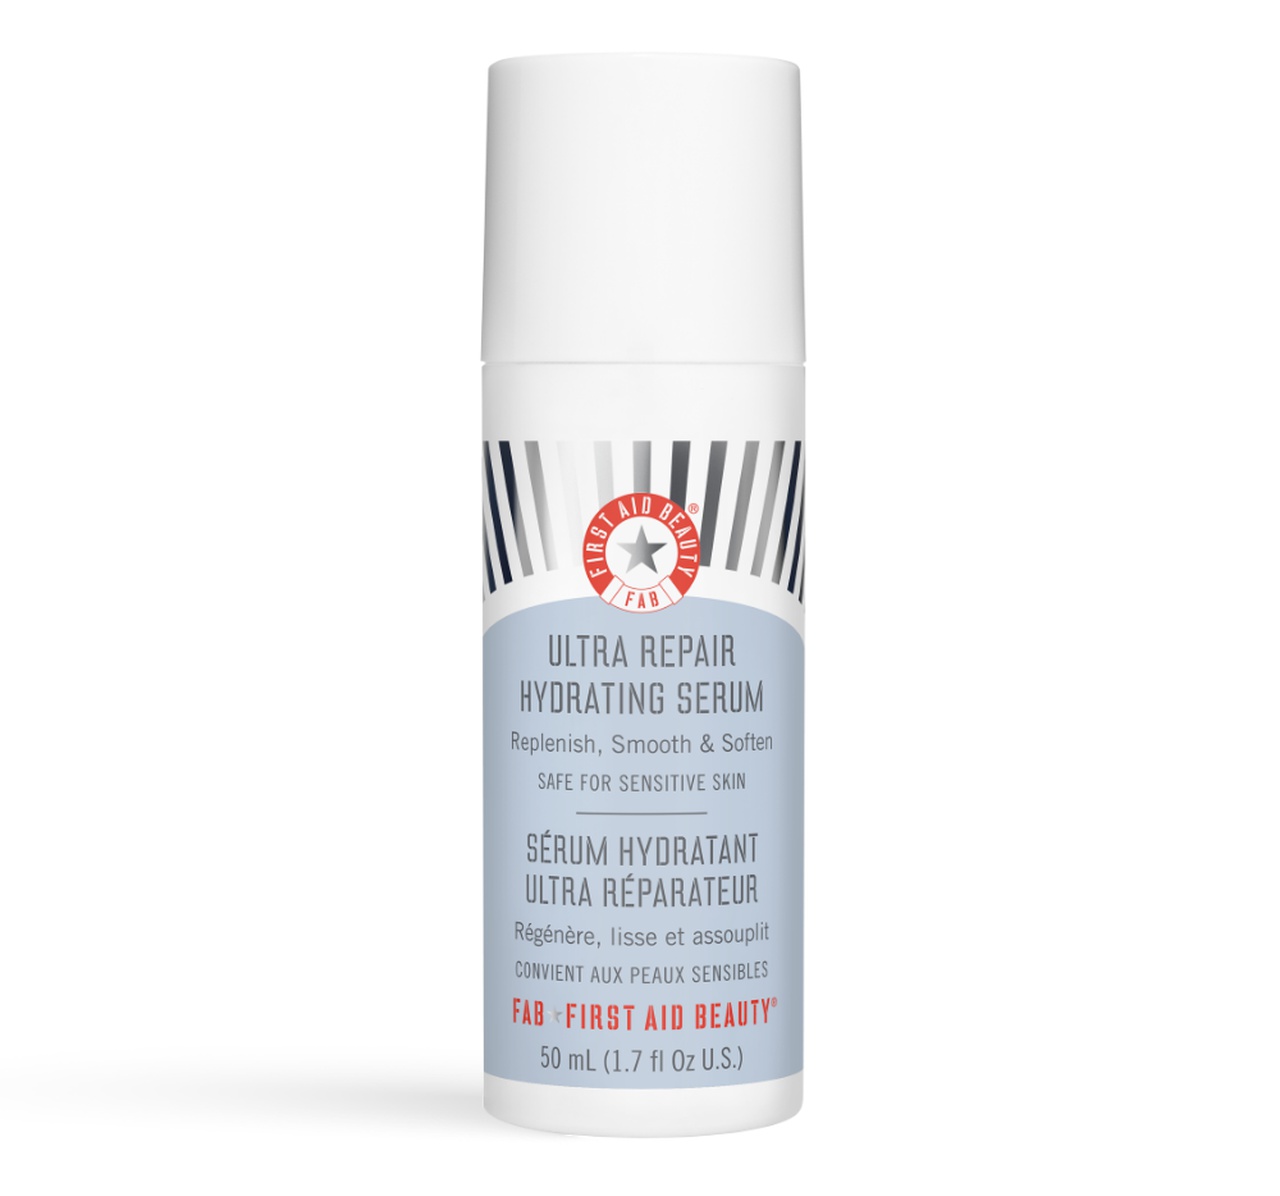 FIRST AID BEAUTY®
FAB
ULTRA REPAIR
HYDRATING SERUM
Replenish, Smooth & Soften
SAFE FOR SENSITIVE SKIN
SÉRUM HYDRATANT
ULTRA RÉPARATEUR
Régénère, lisse et assouplit
CONVIENT AUX PEAUX SENSIBLES
FAB★FIRST AID BEAUTY®
50 mL (1.7 fl Oz U.S.)